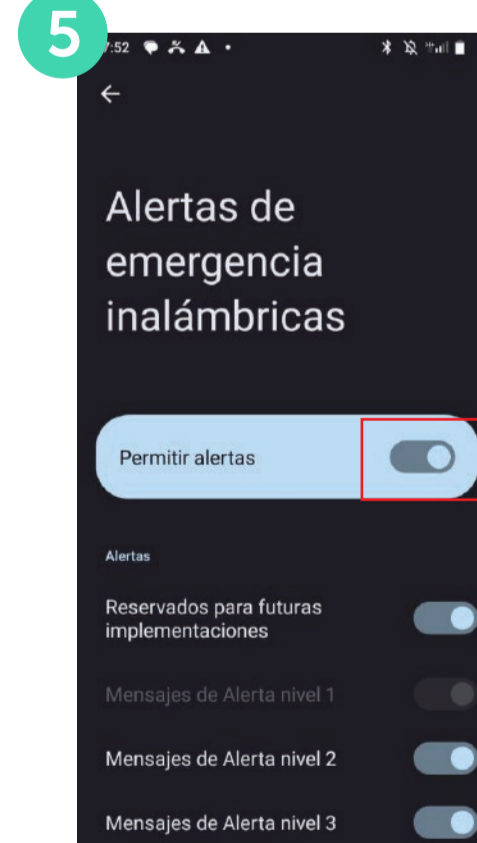 5
7:52
Alertas de
emergencia
inalámbricas
Permitir alertas
Alertas
Reservados para futuras
implementaciones
Mensajes de Alerta nivel 1
Mensajes de Alerta nivel 2
Mensajes de Alerta nivel 3